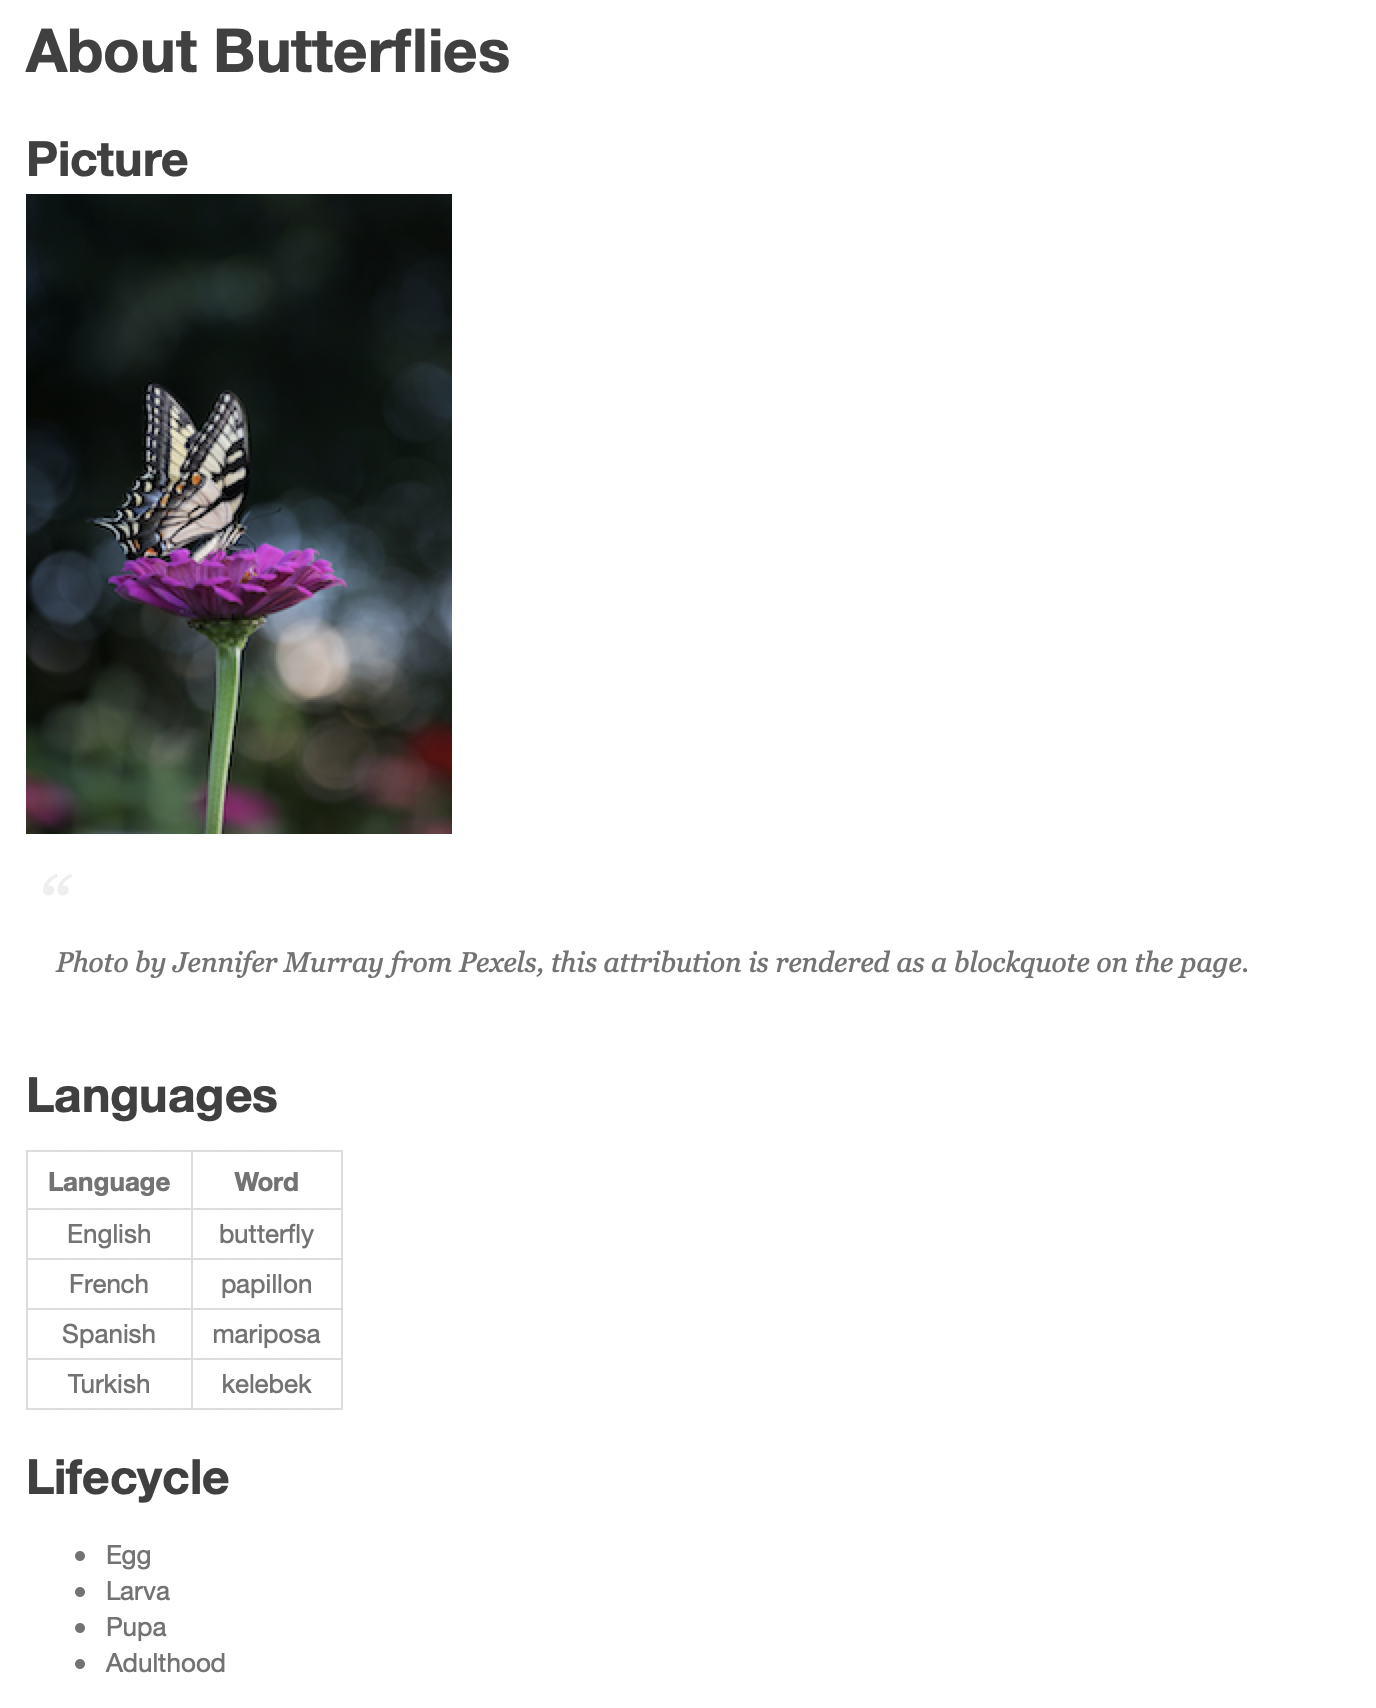 About Butterflies
Picture
“
Photo by Jennifer Murray from Pexels, this attribution is rendered as a blockquote on the page.
Languages
Language Word
English butterfly
French papillon
Spanish mariposa
Turkish kelebek
Lifecycle
• Egg
• Larva
• Pupa
• Adulthood